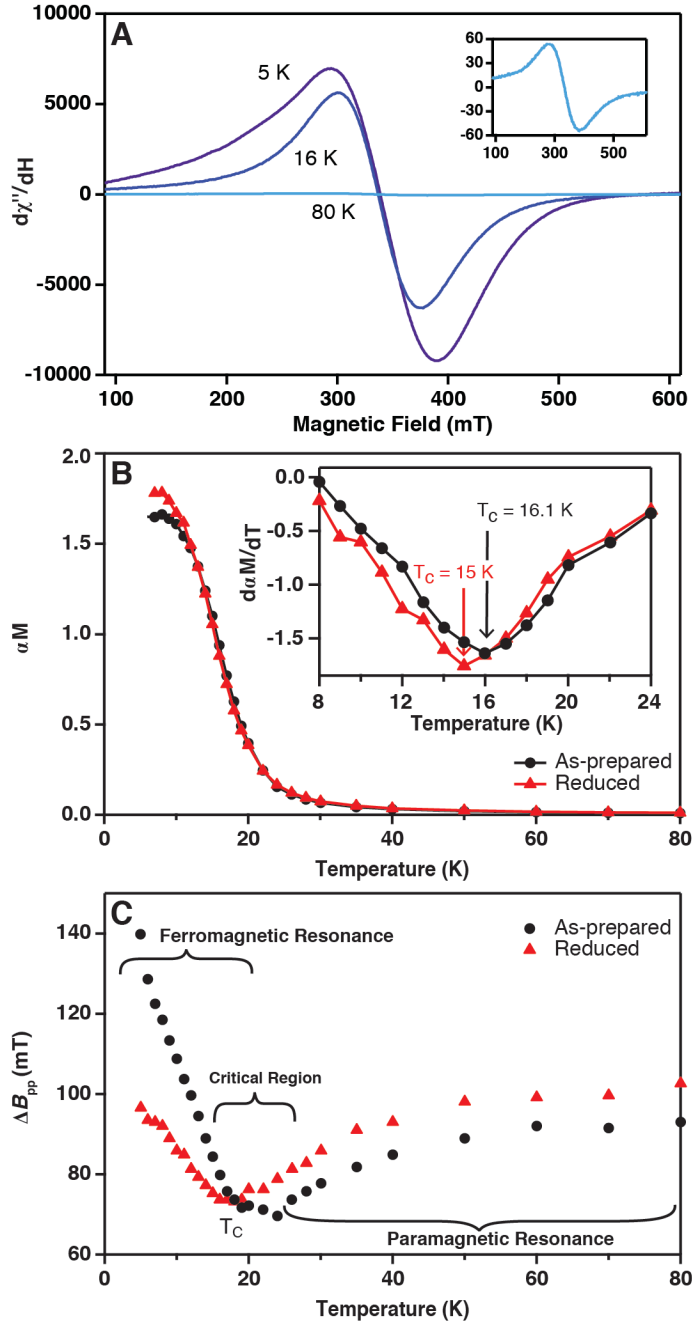 A
10000
5000
0
-5000
-10000
dχ''/dH
5 K
16 K
80 K
60
30
0
-30
-60
100 300 500
100 200 300 400 500 600
Magnetic Field (mT)
B
2.0
1.5
1.0
0.5
0.0
αM
0.0
-0.5
-1.0
-1.5
dαM/dT
T_C = 16.1 K
T_C = 15 K
8 12 16 20 24
Temperature (K)
As-prepared
Reduced
0 20 40 60 80
Temperature (K)
C
140
120
100
80
60
ΔB_pp (mT)
As-prepared
Reduced
Ferromagnetic Resonance
Critical Region
T_C
Paramagnetic Resonance
0 20 40 60 80
Temperature (K)